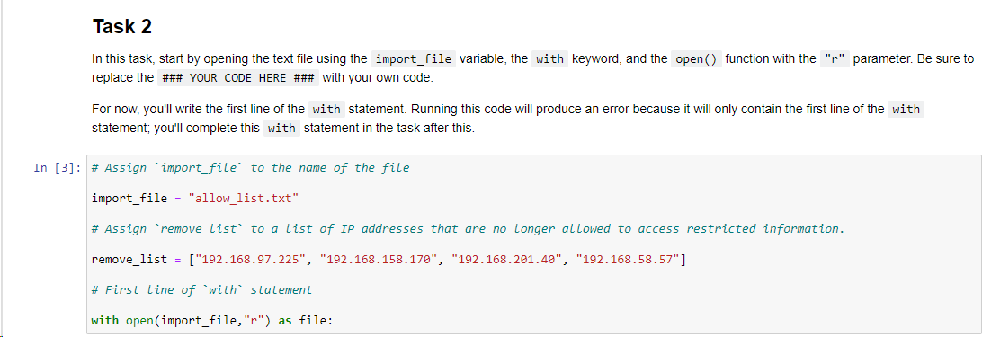 Task 2
In this task, start by opening the text file using the import_file variable, the with keyword, and the open() function with the "r" parameter. Be sure to
replace the ### YOUR CODE HERE ### with your own code.
For now, you'll write the first line of the with statement. Running this code will produce an error because it will only contain the first line of the with
statement; you'll complete this with statement in the task after this.
In [3]: # Assign `import_file` to the name of the file
import_file = "allow_list.txt"
# Assign `remove_list` to a list of IP addresses that are no longer allowed to access restricted information.
remove_list = ["192.168.97.225", "192.168.158.170", "192.168.201.40", "192.168.58.57"]
# First line of `with` statement
with open(import_file,"r") as file: